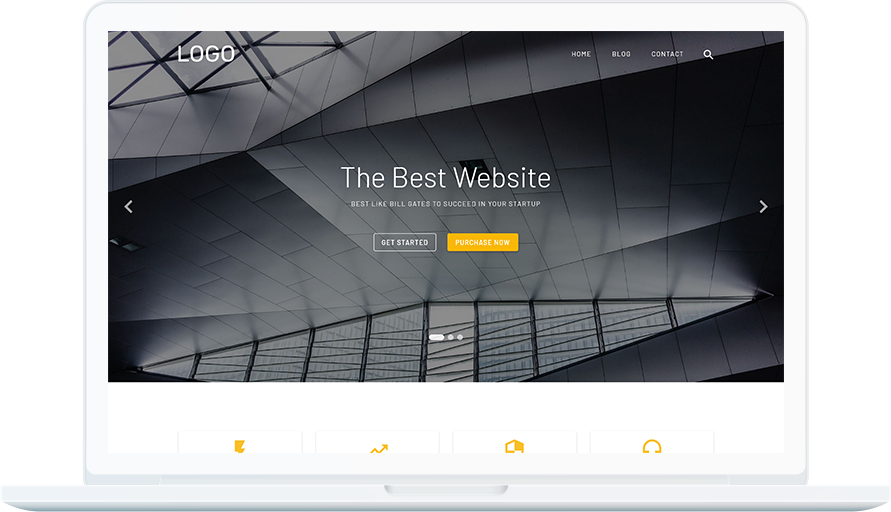 LOGO
HOME BLOG CONTACT
The Best Website
BEST LIKE BILL GATES TO SUCCEED IN YOUR STARTUP
GET STARTED PURCHASE NOW